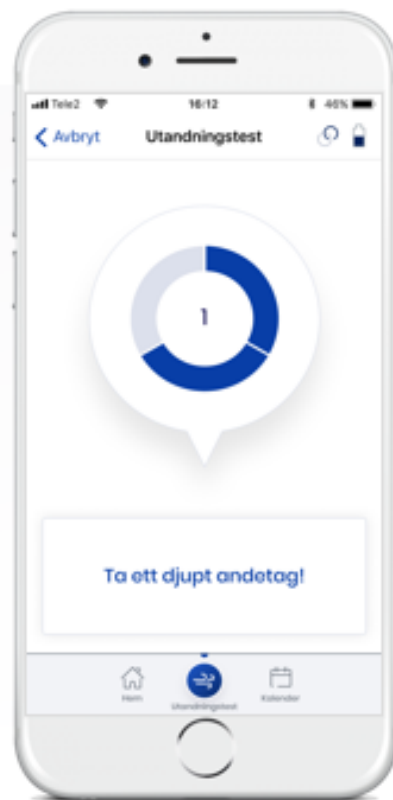 Tele2 16:12 46%
Avbryt Utandningstest
1
Ta ett djupt andetag!
Hem Utandningstest Kalender